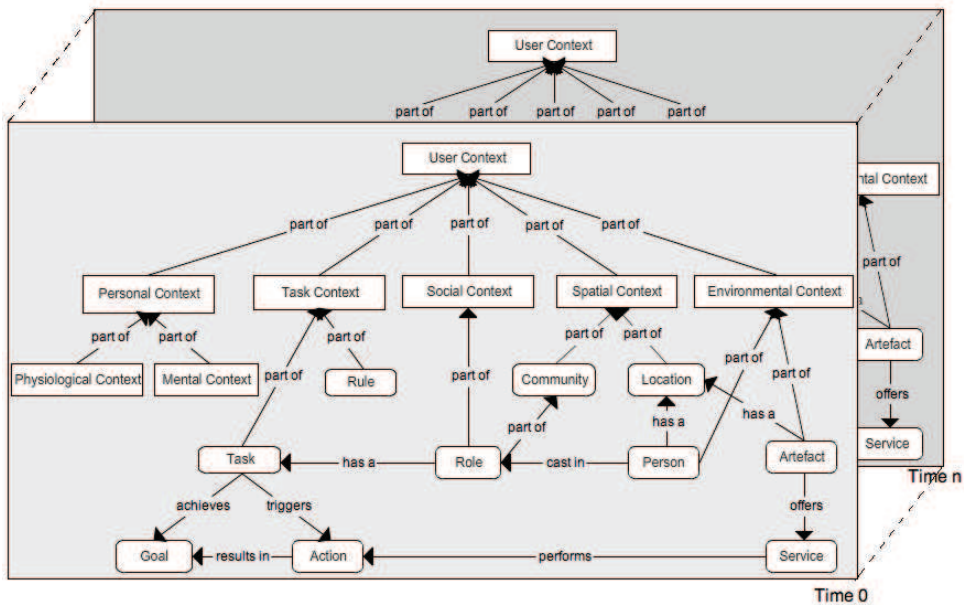 User Context
part of part of part of part of part of
User Context
part of part of part of part of part of
ntal Context
Personal Context Task Context Social Context Spatial Context Environmental Context
part of
part of part of part of part of part of
a
Artefact
Physiological Context Mental Context Rule Community Location
part of part of part of
offers
has a has a
part of
Service
Task has a Role cast in Person Artefact
Time n
achieves triggers offers
Goal results in Action performs Service
Time 0